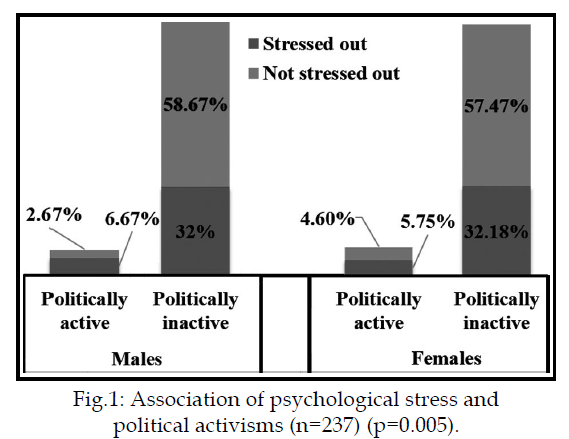 Stressed out
Not stressed out
58.67%
57.47%
2.67%
6.67%
32%
4.60%
5.75%
32.18%
Politically active
Politically inactive
Politically active
Politically inactive
Males
Females
Fig.1: Association of psychological stress and
political activisms (n=237) (p=0.005).